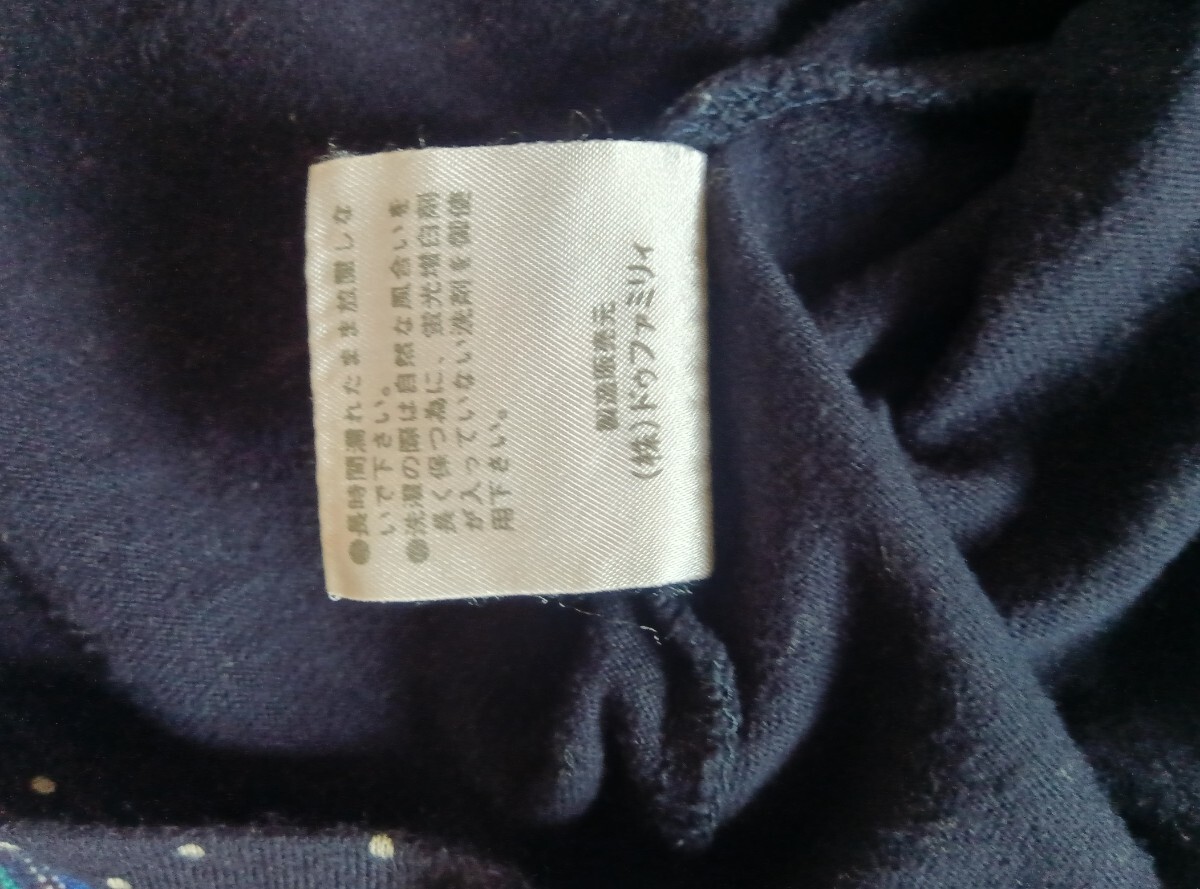 ●長時間濡れたまま放置しな
いで下さい。
●洗濯の際は自然な風合いを
長く保つ為に、蛍光増白剤
が入っていない洗剤を御使
用下さい。
製造販売元
(株)ドゥファミリィ